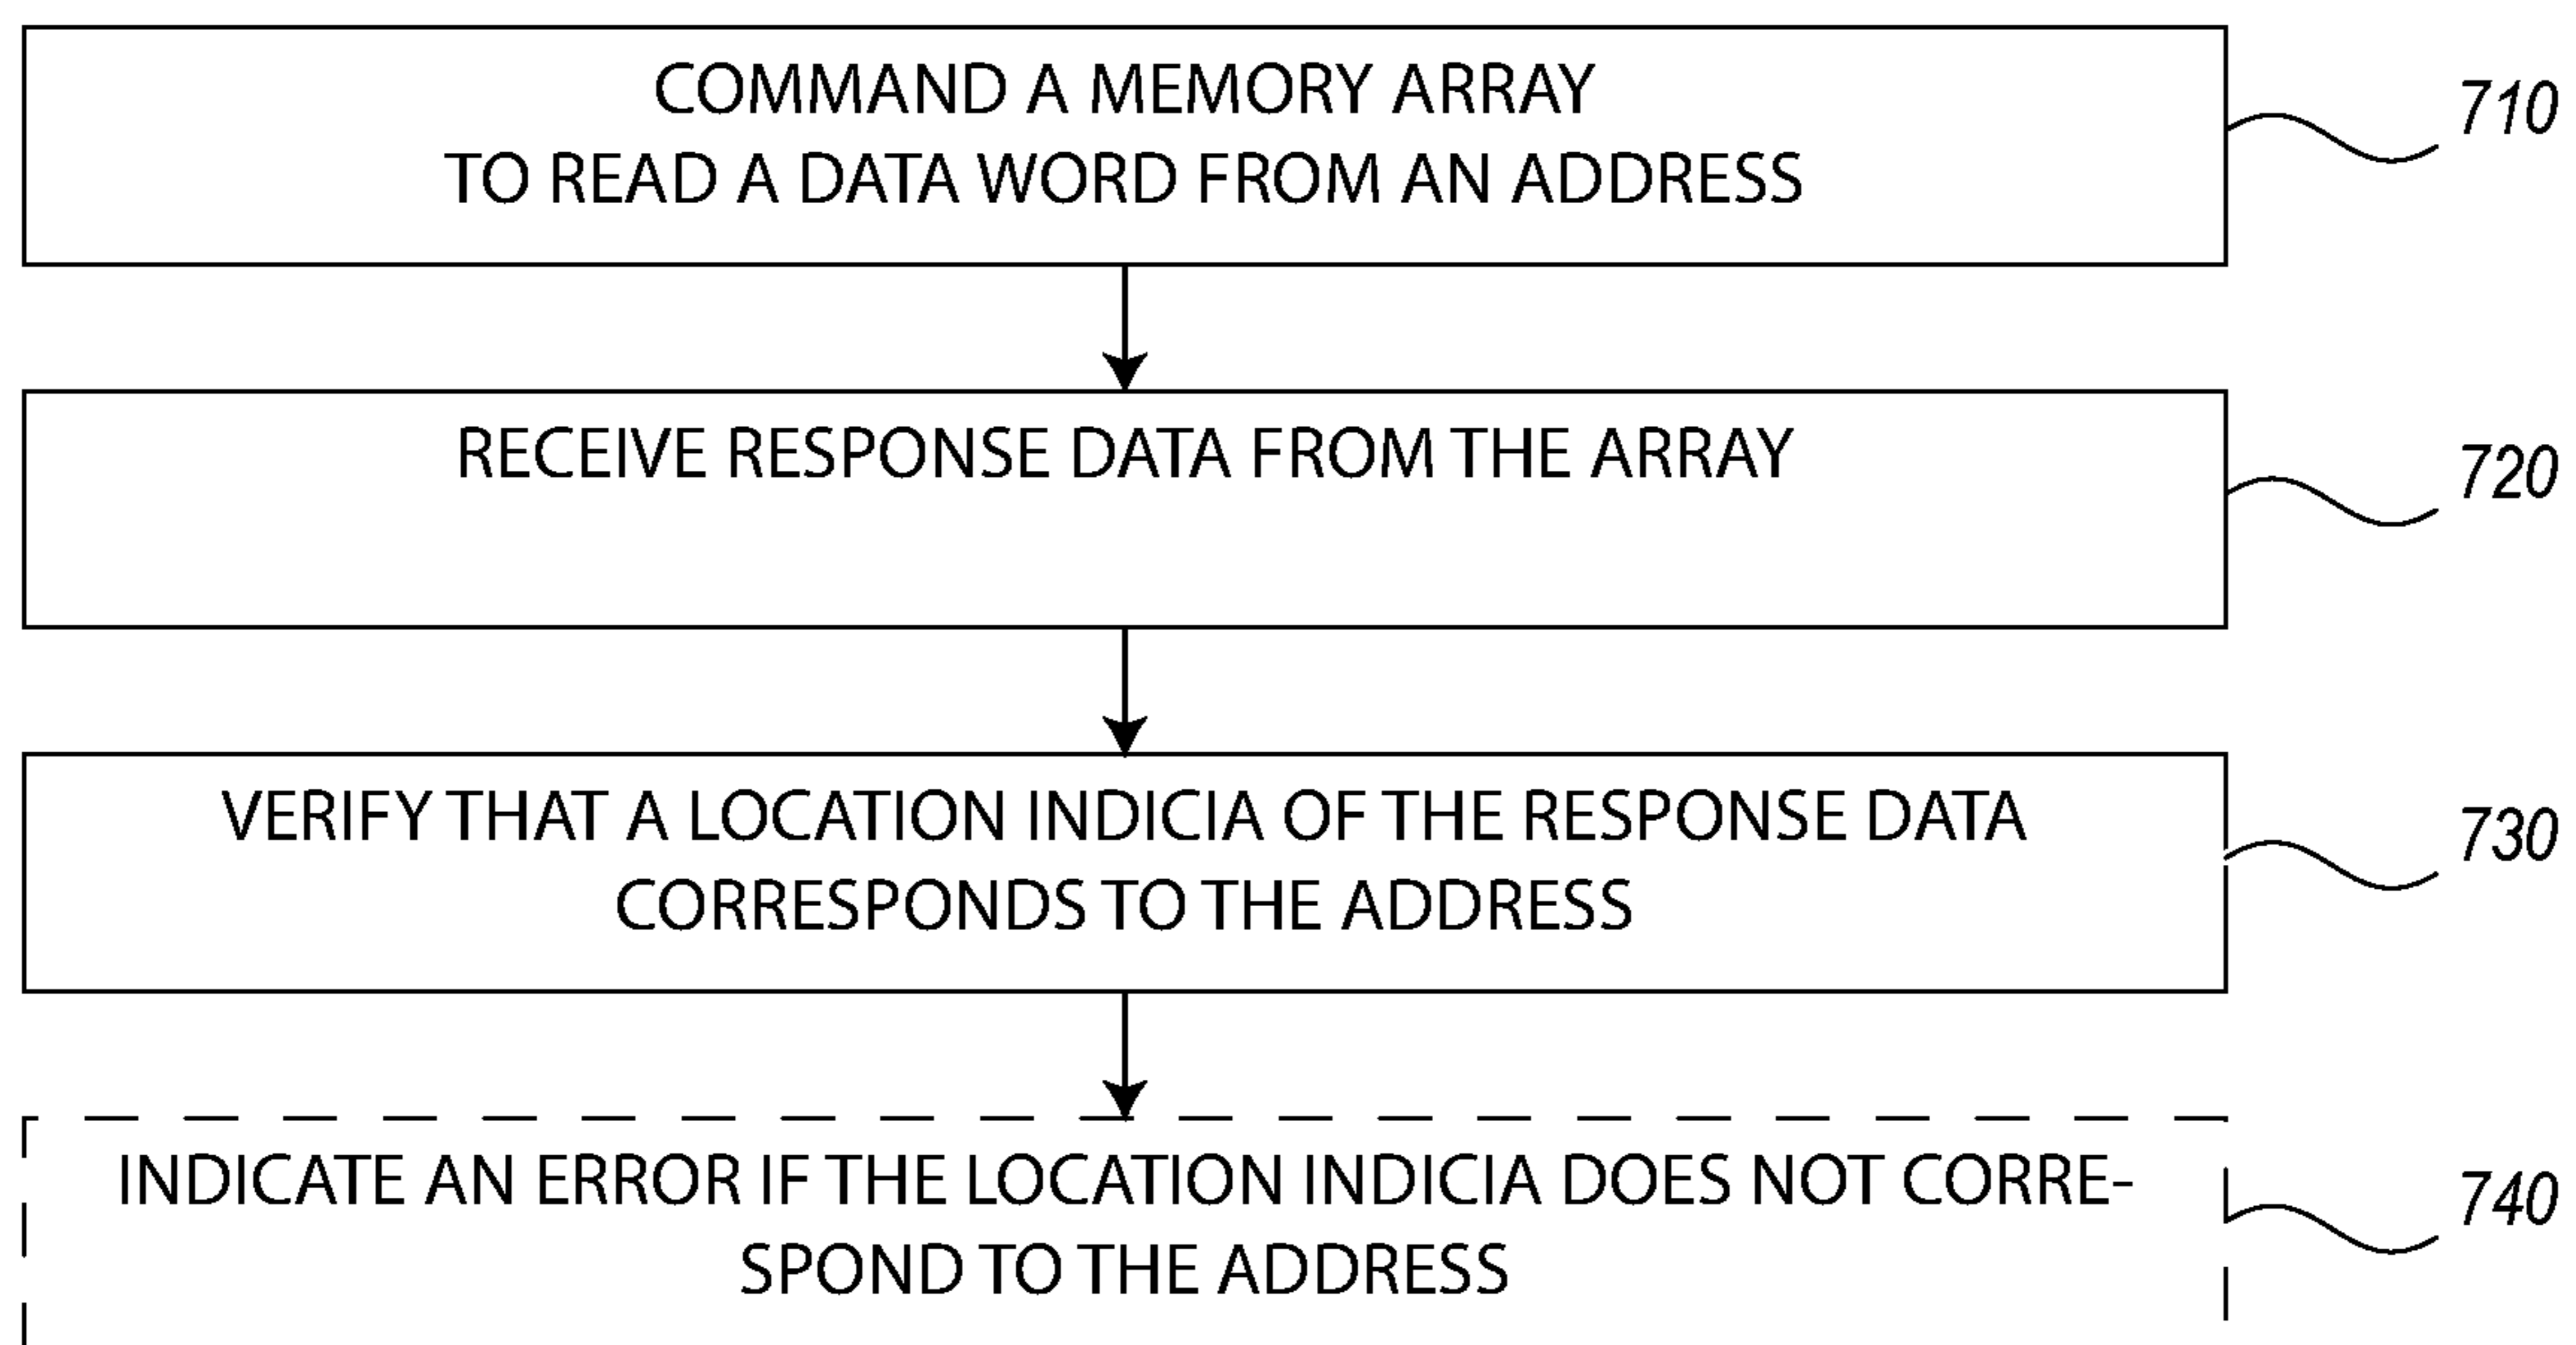 COMMAND A MEMORY ARRAY
TO READ A DATA WORD FROM AN ADDRESS
710
RECEIVE RESPONSE DATA FROM THE ARRAY
720
VERIFY THAT A LOCATION INDICIA OF THE RESPONSE DATA
CORRESPONDS TO THE ADDRESS
730
INDICATE AN ERROR IF THE LOCATION INDICIA DOES NOT CORRE-
SPOND TO THE ADDRESS
740